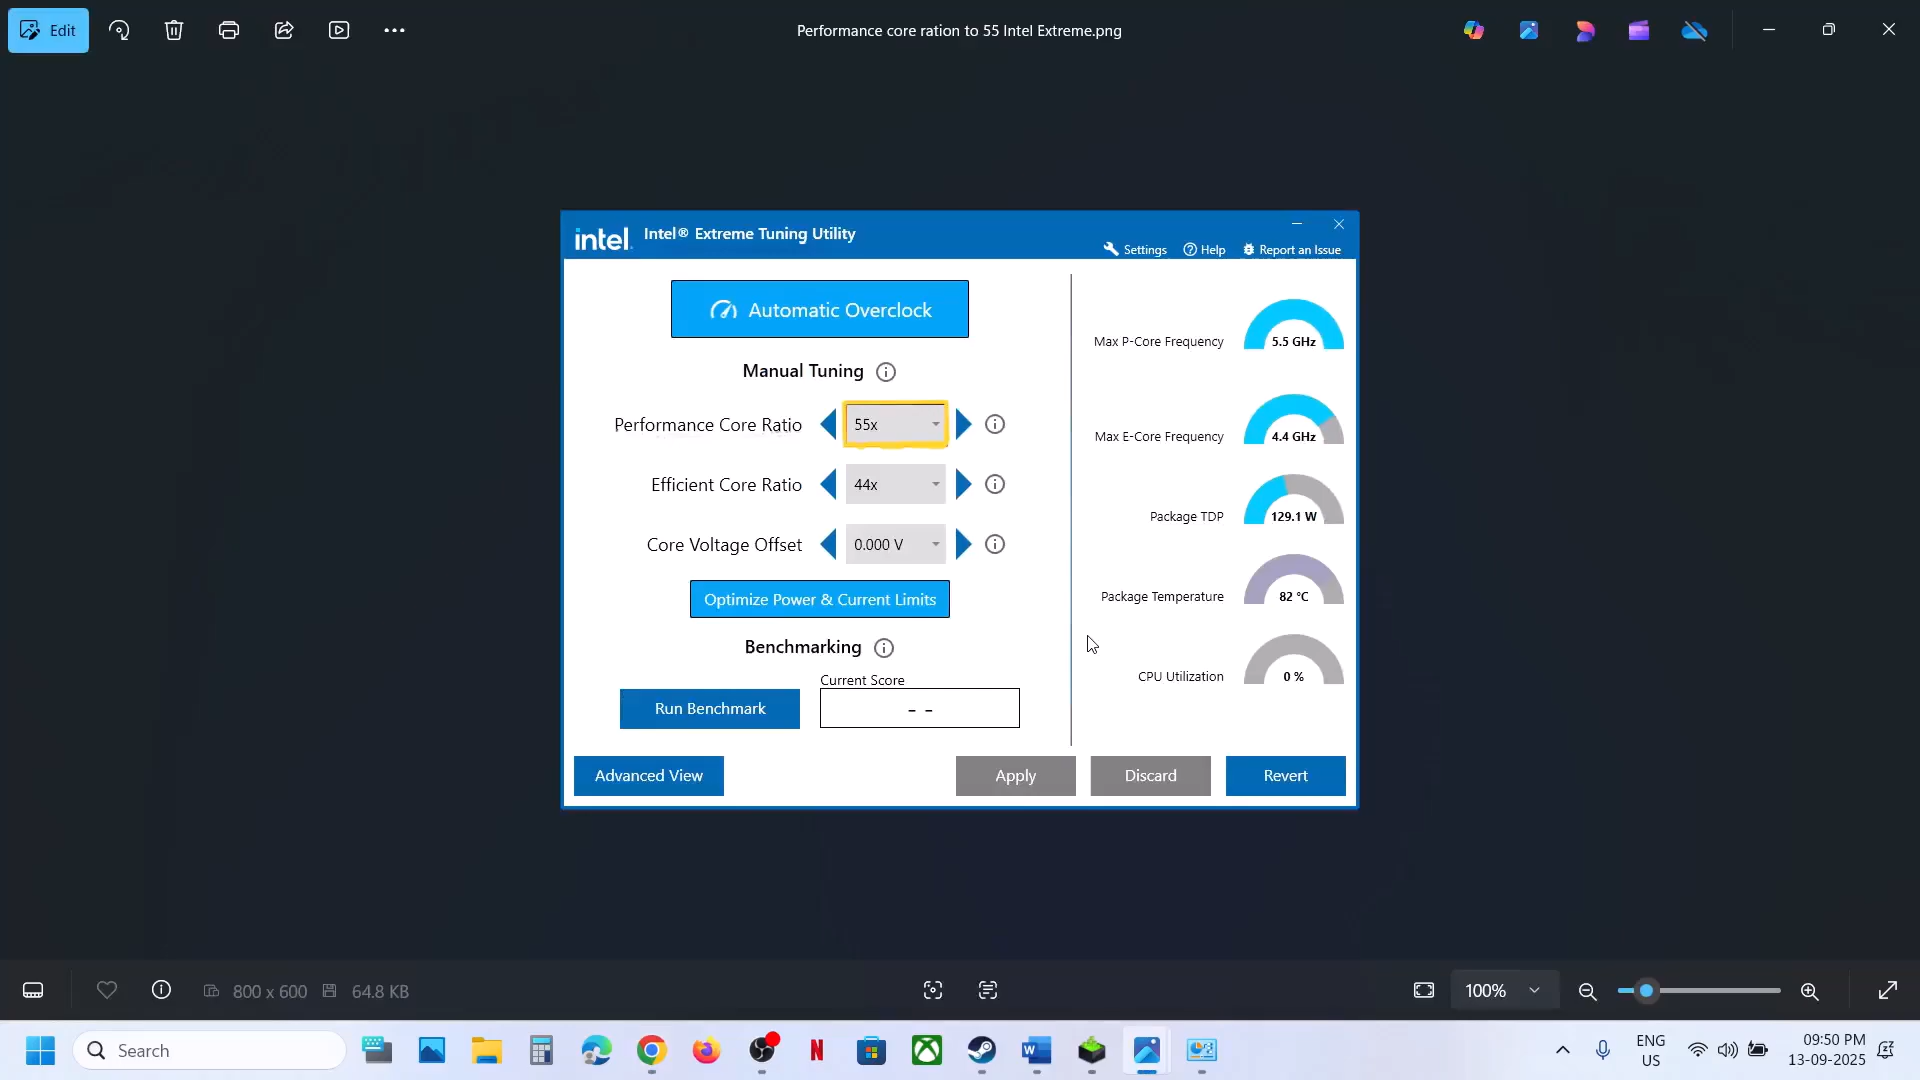 Edit
Performance core ration to 55 Intel Extreme.png
intel.
Intel® Extreme Tuning Utility
Settings
Help
Report an Issue
Automatic Overclock
Manual Tuning
Performance Core Ratio
55x
Efficient Core Ratio
44x
Core Voltage Offset
0.000 V
Optimize Power & Current Limits
Benchmarking
Current Score
Run Benchmark
– –
Max P-Core Frequency
5.5 GHz
Max E-Core Frequency
4.4 GHz
Package TDP
129.1 W
Package Temperature
82 °C
CPU Utilization
0 %
Advanced View
Apply
Discard
Revert
800 x 600
64.8 KB
100%
Search
N
W
ENG
US
09:50 PM
13-09-2025